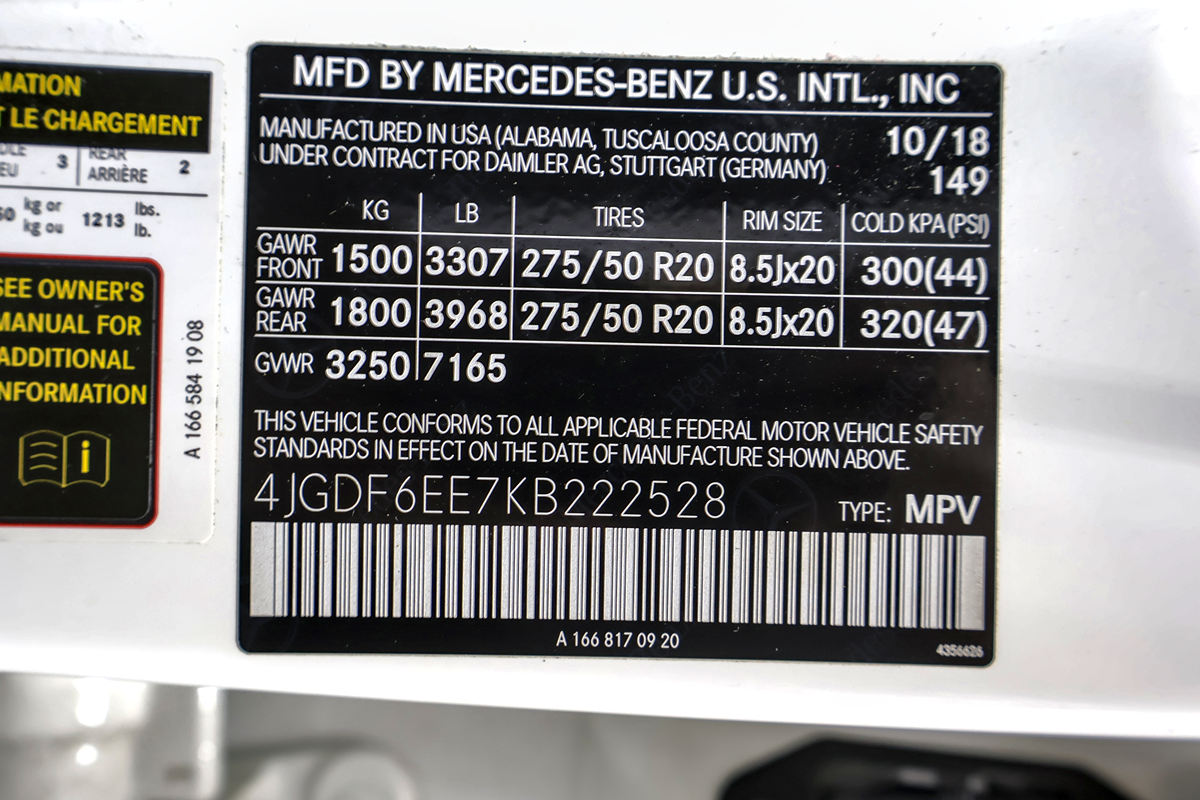 MATION
T LE CHARGEMENT
3 REAR
ARRIÈRE 2
EU
kg or
kg ou 1213 lbs.
lb.
SEE OWNER'S
MANUAL FOR
ADDITIONAL
INFORMATION
i
A 166 584 19 08
MFD BY MERCEDES-BENZ U.S. INTL., INC
MANUFACTURED IN USA (ALABAMA, TUSCALOOSA COUNTY) 10/18
UNDER CONTRACT FOR DAIMLER AG, STUTTGART (GERMANY) 149
KG LB TIRES RIM SIZE COLD KPA (PSI)
GAWR FRONT 1500 3307 275/50 R20 8.5Jx20 300(44)
GAWR REAR 1800 3968 275/50 R20 8.5Jx20 320(47)
GVWR 3250 7165
THIS VEHICLE CONFORMS TO ALL APPLICABLE FEDERAL MOTOR VEHICLE SAFETY
STANDARDS IN EFFECT ON THE DATE OF MANUFACTURE SHOWN ABOVE.
4JGDF6EE7KB222528 TYPE: MPV
A 166 817 09 20
4356626